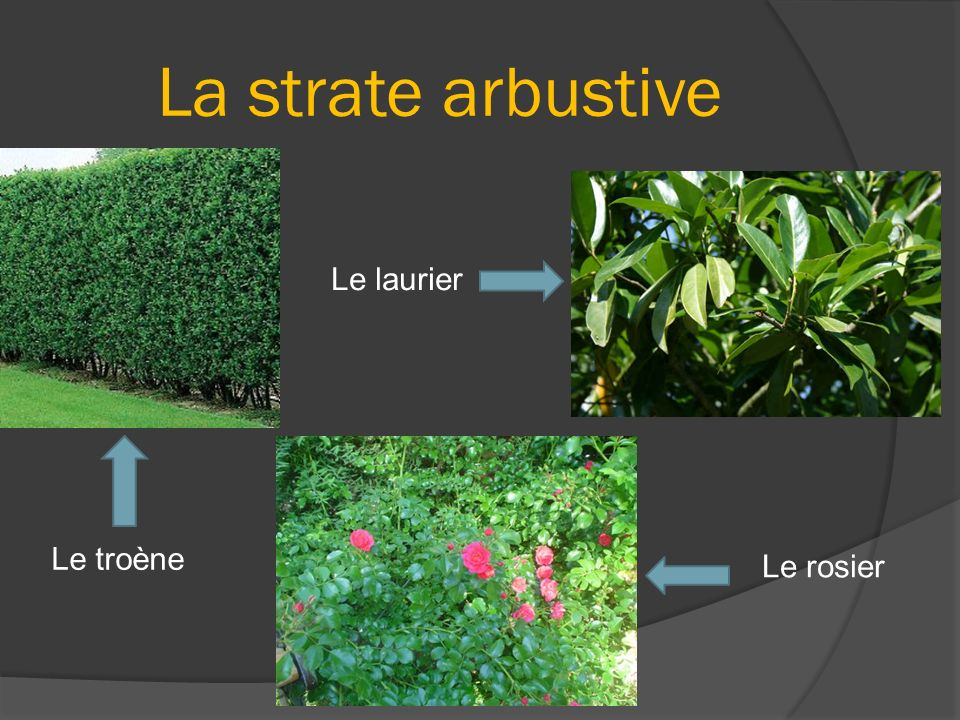 La strate arbustive
Le laurier
Le troène
Le rosier